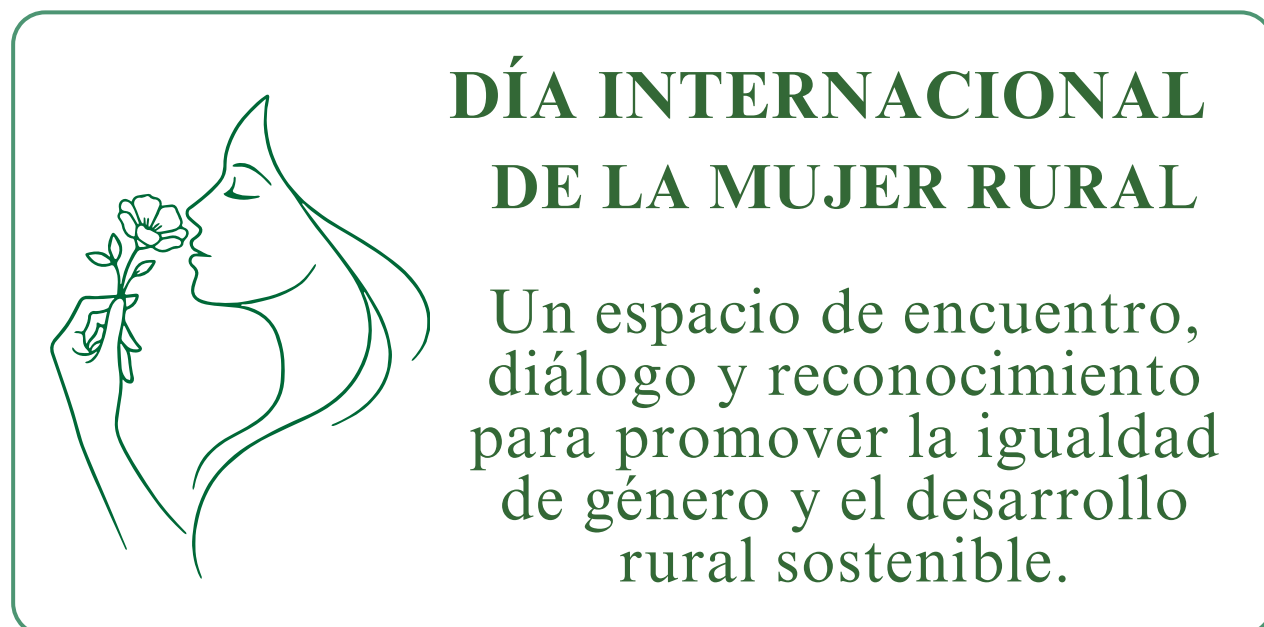 DÍA INTERNACIONAL
DE LA MUJER RURAL
Un espacio de encuentro,
diálogo y reconocimiento
para promover la igualdad
de género y el desarrollo
rural sostenible.